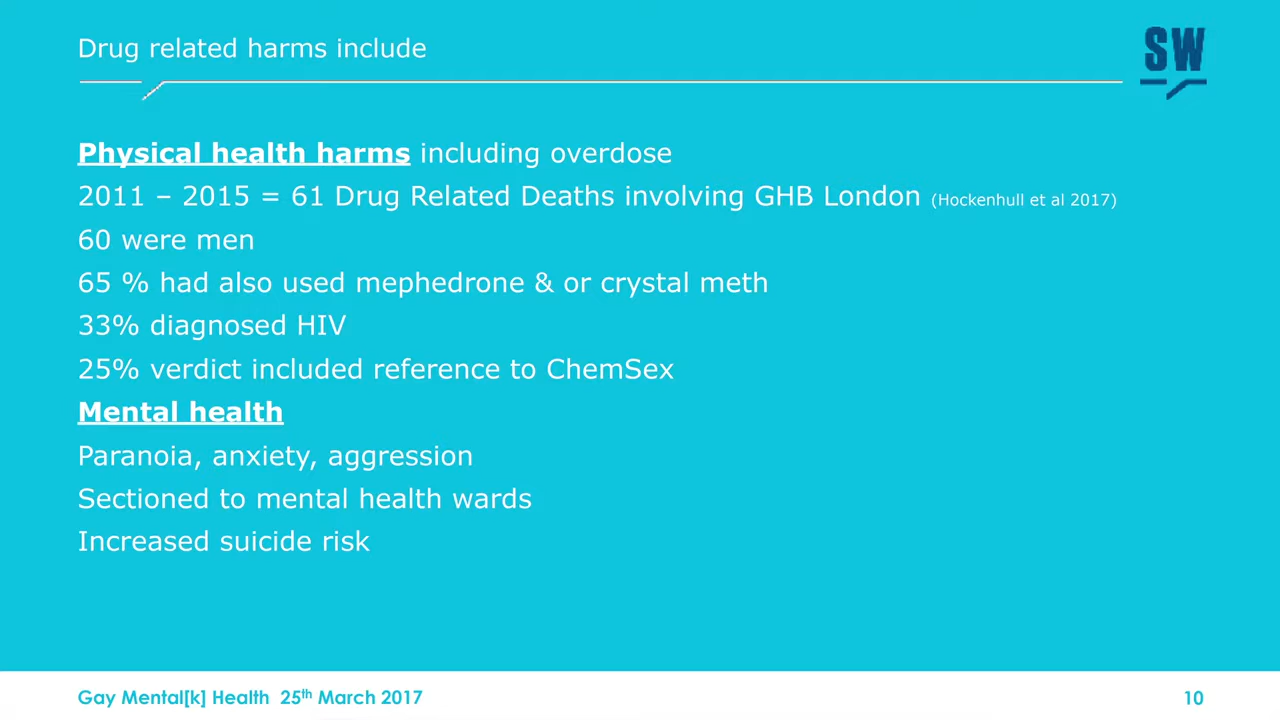 Drug related harms include
SW
Physical health harms including overdose
2011 – 2015 = 61 Drug Related Deaths involving GHB London (Hockenhull et al 2017)
60 were men
65 % had also used mephedrone & or crystal meth
33% diagnosed HIV
25% verdict included reference to ChemSex
Mental health
Paranoia, anxiety, aggression
Sectioned to mental health wards
Increased suicide risk
Gay Mental[k] Health 25th March 2017
10